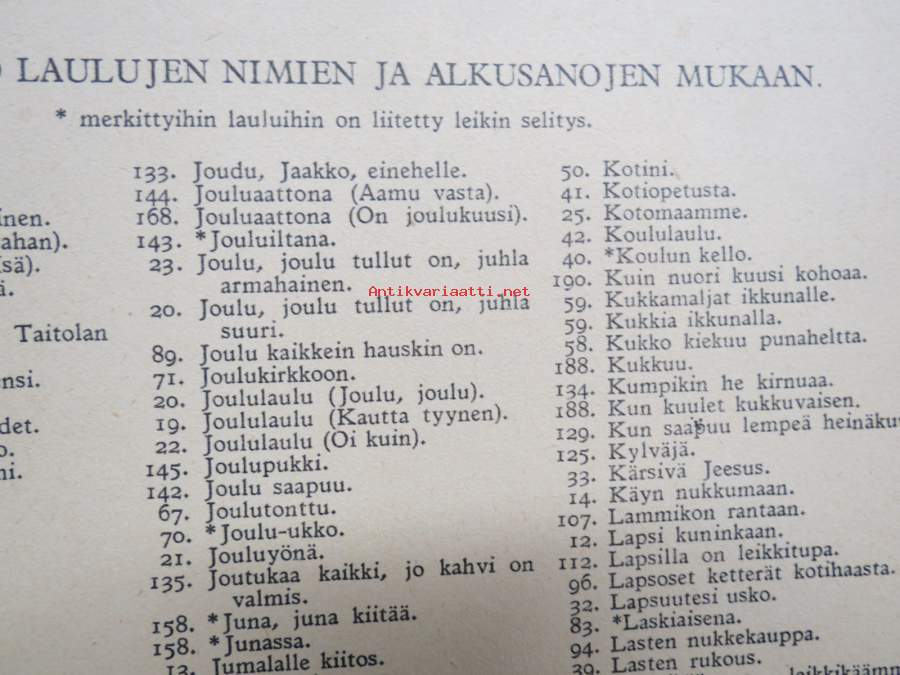 LAULUJEN NIMIEN JA ALKUSANOJEN MUKAAN.
* merkittyihin lauluihin on liitetty leikin selitys.
Taitolan
133. Joudu, Jaakko, einehelle.
144. Jouluaattona (Aamu vasta).
168. Jouluaattona (On joulukuusi).
143. *Jouluiltana.
23. Joulu, joulu tullut on, juhla
armahainen.
20. Joulu, joulu tullut on, juhla
suuri.
89. Joulu kaikkein hauskin on.
71. Joulukirkkoon.
20. Joululaulu (Joulu, joulu).
19. Joululaulu (Kautta tyynen).
22. Joululaulu (Oi kuin).
145. Joulupukki.
142. Joulu saapuu.
67. Joulutonttu.
70. *Joulu-ukko.
21. Jouluyönä.
135. Joutukaa kaikki, jo kahvi on
valmis.
158. *Juna, juna kiitää.
158. *Junassa.
13. Jumalalle kiitos.
50. Kotini.
41. Kotiopetusta.
25. Kotomaamme.
42. Koululaulu.
40. *Koulun kello.
190. Kuin nuori kuusi kohoaa.
59. Kukkamaljat ikkunalle.
59. Kukkia ikkunalla.
58. Kukko kiekuu punaheltta.
188. Kukkuu.
134. Kumpikin he kirnuaa.
188. Kun kuulet kukkuvaisen.
129. Kun saapuu lempeä heinäku
125. Kylväjä.
33. Kärsivä Jeesus.
14. Käyn nukkumaan.
107. Lammikon rantaan.
12. Lapsi kuninkaan.
112. Lapsilla on leikkitupa.
96. Lapsoset ketterät kotihaasta.
32. Lapsuutesi usko.
83. *Laskiaisena.
94. Lasten nukkekauppa.
39. Lasten rukous.
Antikvariaatti.net